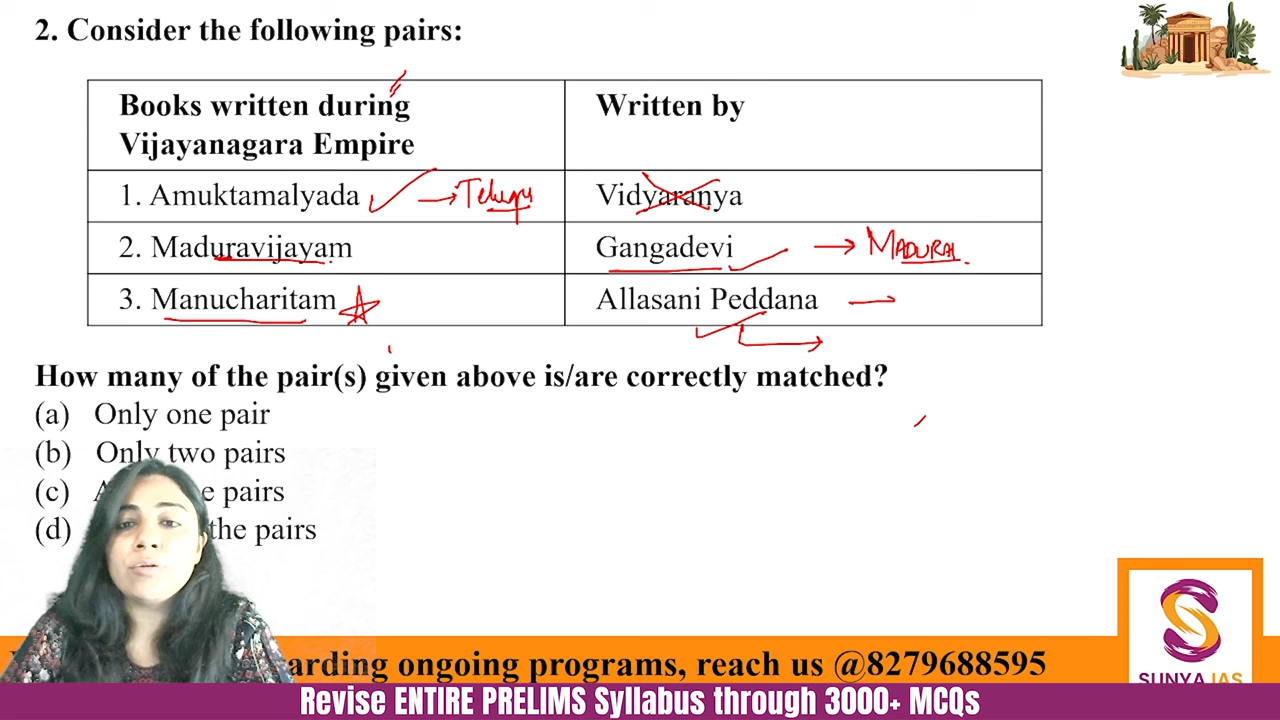 2. Consider the following pairs:
Books written during Written by
Vijayanagara Empire
1. Amuktamalyada → Telugu Vidyaranya
2. Maduravijayam Gangadevi → MADURAI
3. Manucharitam Allasani Peddana
How many of the pair(s) given above is/are correctly matched?
(a) Only one pair
(b) Only two pairs
(c) pairs
(d) the pairs
arding ongoing programs, reach us @8279688595
SUNYA IAS
Revise ENTIRE PRELIMS Syllabus through 3000+ MCQs